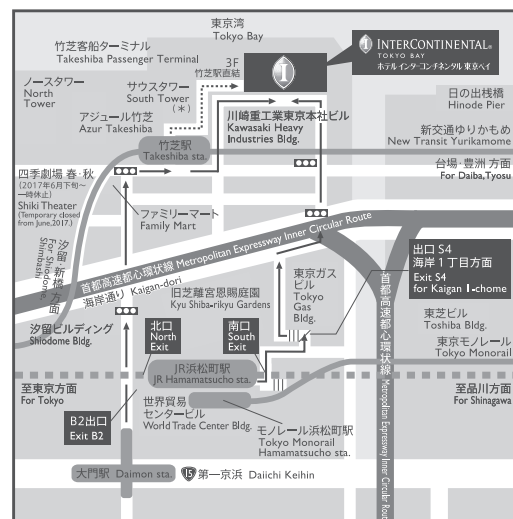 東京湾
Tokyo Bay
竹芝客船ターミナル
Takeshiba Passenger Terminal
3F
竹芝駅直結
INTERCONTINENTAL®
TOKYO BAY
ホテル インターコンチネンタル 東京ベイ
ノースタワー
North
Tower
サウスタワー
South Tower
(*)
アジュール竹芝
Azur Takeshiba
川崎重工業東京本社ビル
Kawasaki Heavy
Industries Bldg.
日の出桟橋
Hinode Pier
新交通ゆりかもめ
New Transit Yurikamome
竹芝駅
Takeshiba sta.
台場・豊洲 方面
For Daiba,Tyosu
四季劇場 春・秋
(2017年6月下旬〜
一時休止)
Shiki Theater
(Temporary closed
from June,2017.)
ファミリーマート
Family Mart
汐留・新橋 方面
For Shiodome,
Shimbashi
首都高速都心環状線 Metropolitan Expressway Inner Circular Route
海岸通り Kaigan-dori
出口 S4
海岸 1丁目方面
Exit S4
for Kaigan I-chome
旧芝離宮恩賜庭園
Kyu Shiba-rikyu Gardens
東京ガス
ビル
Tokyo
Gas
Bldg.
首都高速都心環状線 Metropolitan Expressway Inner Circular Route
汐留ビルディング
Shiodome Bldg.
北口
North
Exit
南口
South
Exit
東芝ビル
Toshiba Bldg.
東京モノレール
Tokyo Monorail
JR浜松町駅
JR Hamamatsucho sta.
至東京方面
For Tokyo
至品川方面
For Shinagawa
世界貿易
センタービル
World Trade Center Bldg.
モノレール浜松町駅
Tokyo Monorail
Hamamatsucho sta.
B2出口
Exit B2
大門駅 Daimon sta.
15 第一京浜 Daiichi Keihin